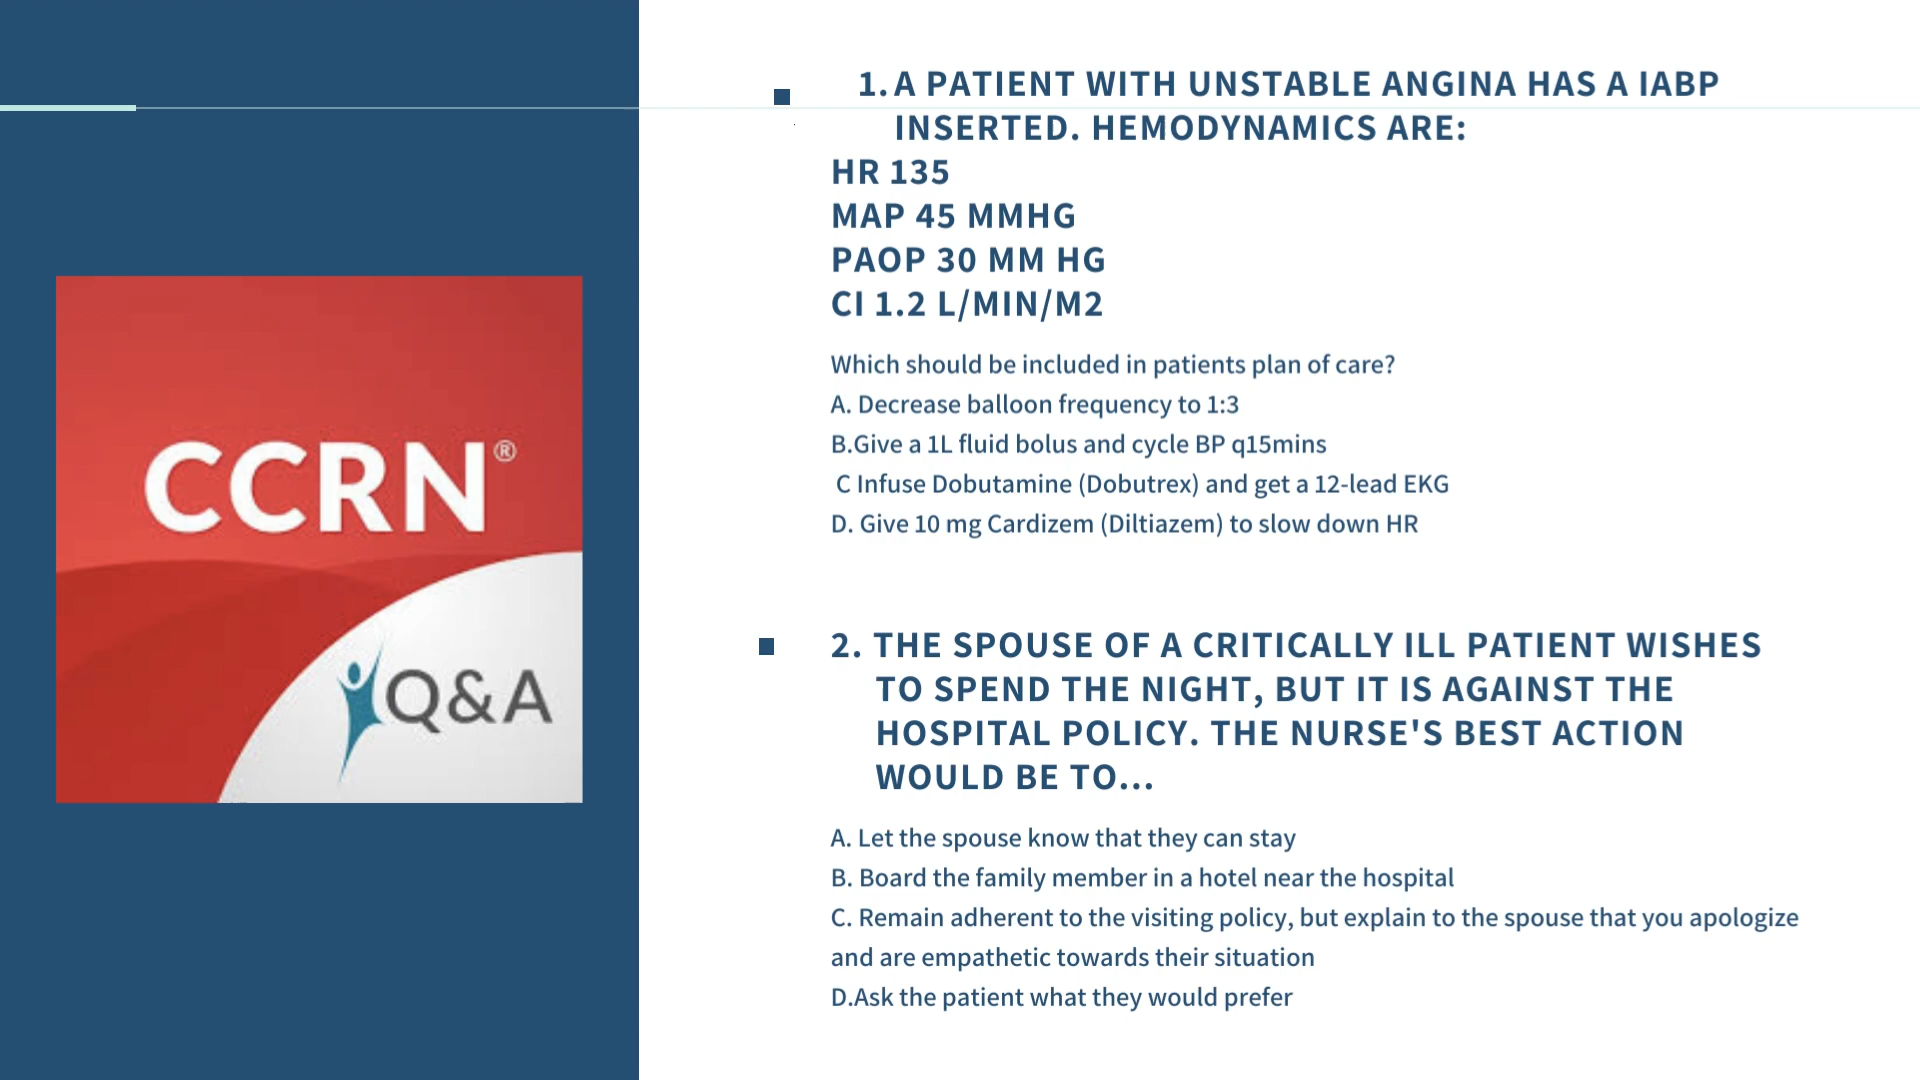 CCRN®
Q&A
1. A PATIENT WITH UNSTABLE ANGINA HAS A IABP
INSERTED. HEMODYNAMICS ARE:
HR 135
MAP 45 MMHG
PAOP 30 MM HG
CI 1.2 L/MIN/M2
Which should be included in patients plan of care?
A. Decrease balloon frequency to 1:3
B.Give a 1L fluid bolus and cycle BP q15mins
C Infuse Dobutamine (Dobutrex) and get a 12-lead EKG
D. Give 10 mg Cardizem (Diltiazem) to slow down HR
2. THE SPOUSE OF A CRITICALLY ILL PATIENT WISHES
TO SPEND THE NIGHT, BUT IT IS AGAINST THE
HOSPITAL POLICY. THE NURSE'S BEST ACTION
WOULD BE TO...
A. Let the spouse know that they can stay
B. Board the family member in a hotel near the hospital
C. Remain adherent to the visiting policy, but explain to the spouse that you apologize
and are empathetic towards their situation
D.Ask the patient what they would prefer